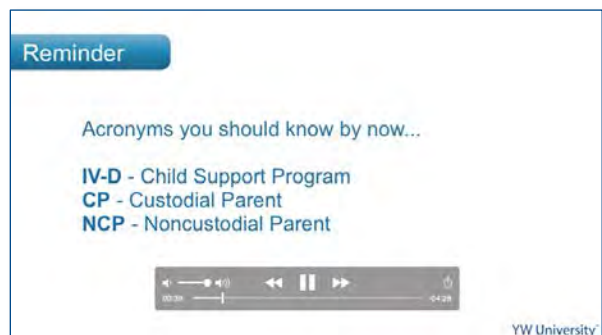 Reminder
Acronyms you should know by now...
IV-D - Child Support Program
CP - Custodial Parent
NCP - Noncustodial Parent
YW University